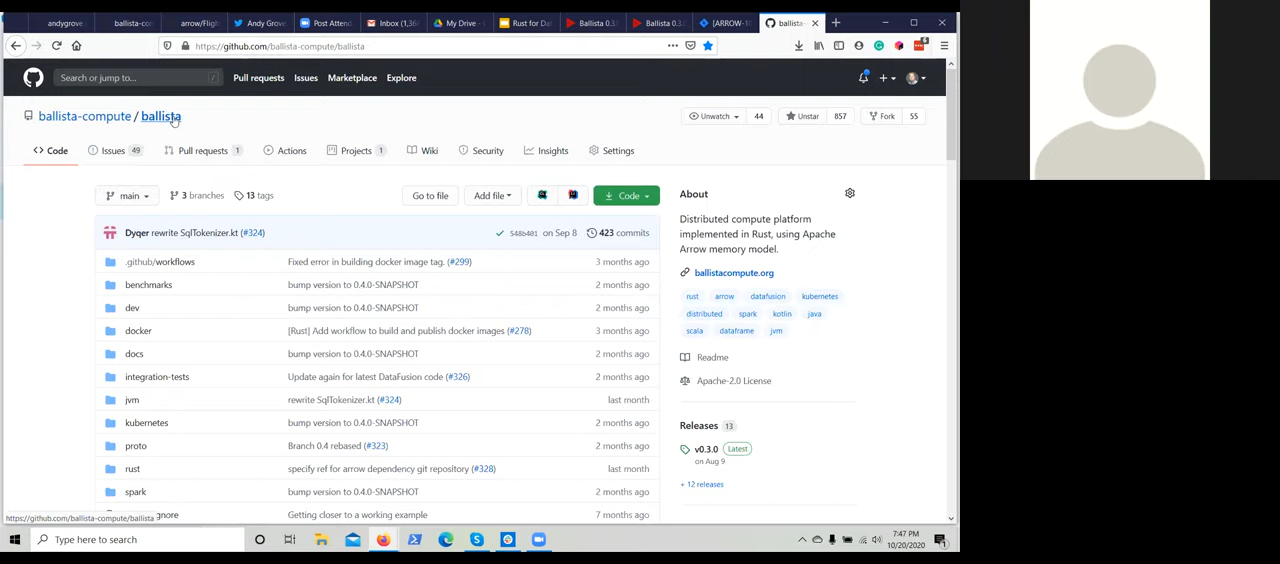 andygrove
ballista-co
arrow/Fligh
Andy Grove
Post Attend
Inbox (1,36
My Drive -
Rust for Dat
Ballista 0.3
Ballista 0.3.
[ARROW-10
ballista-
https://github.com/ballista-compute/ballista
Search or jump to...
/
Pull requests Issues Marketplace Explore
ballista-compute / ballista
Unwatch 44
Unstar 857
Fork 55
Code
Issues 49
Pull requests 1
Actions
Projects 1
Wiki
Security
Insights
Settings
main
3 branches
13 tags
Go to file
Add file
Code
Dyqer rewrite SqlTokenizer.kt (#324)
548b401 on Sep 8
423 commits
.github/workflows Fixed error in building docker image tag. (#299) 3 months ago
benchmarks bump version to 0.4.0-SNAPSHOT 2 months ago
dev bump version to 0.4.0-SNAPSHOT 2 months ago
docker [Rust] Add workflow to build and publish docker images (#278) 3 months ago
docs bump version to 0.4.0-SNAPSHOT 2 months ago
integration-tests Update again for latest DataFusion code (#326) 2 months ago
jvm rewrite SqlTokenizer.kt (#324) last month
kubernetes bump version to 0.4.0-SNAPSHOT 2 months ago
proto Branch 0.4 rebased (#323) 2 months ago
rust specify ref for arrow dependency git repository (#328) last month
spark bump version to 0.4.0-SNAPSHOT 2 months ago
gnore Getting closer to a working example 7 months ago
About
Distributed compute platform
implemented in Rust, using Apache
Arrow memory model.
ballistacompute.org
rust arrow datafusion kubernetes
distributed spark kotlin java
scala dataframe jvm
Readme
Apache-2.0 License
Releases 13
v0.3.0 Latest
on Aug 9
+ 12 releases
https://github.com/ballista-compute/ballista
Type here to search
7:47 PM
10/20/2020